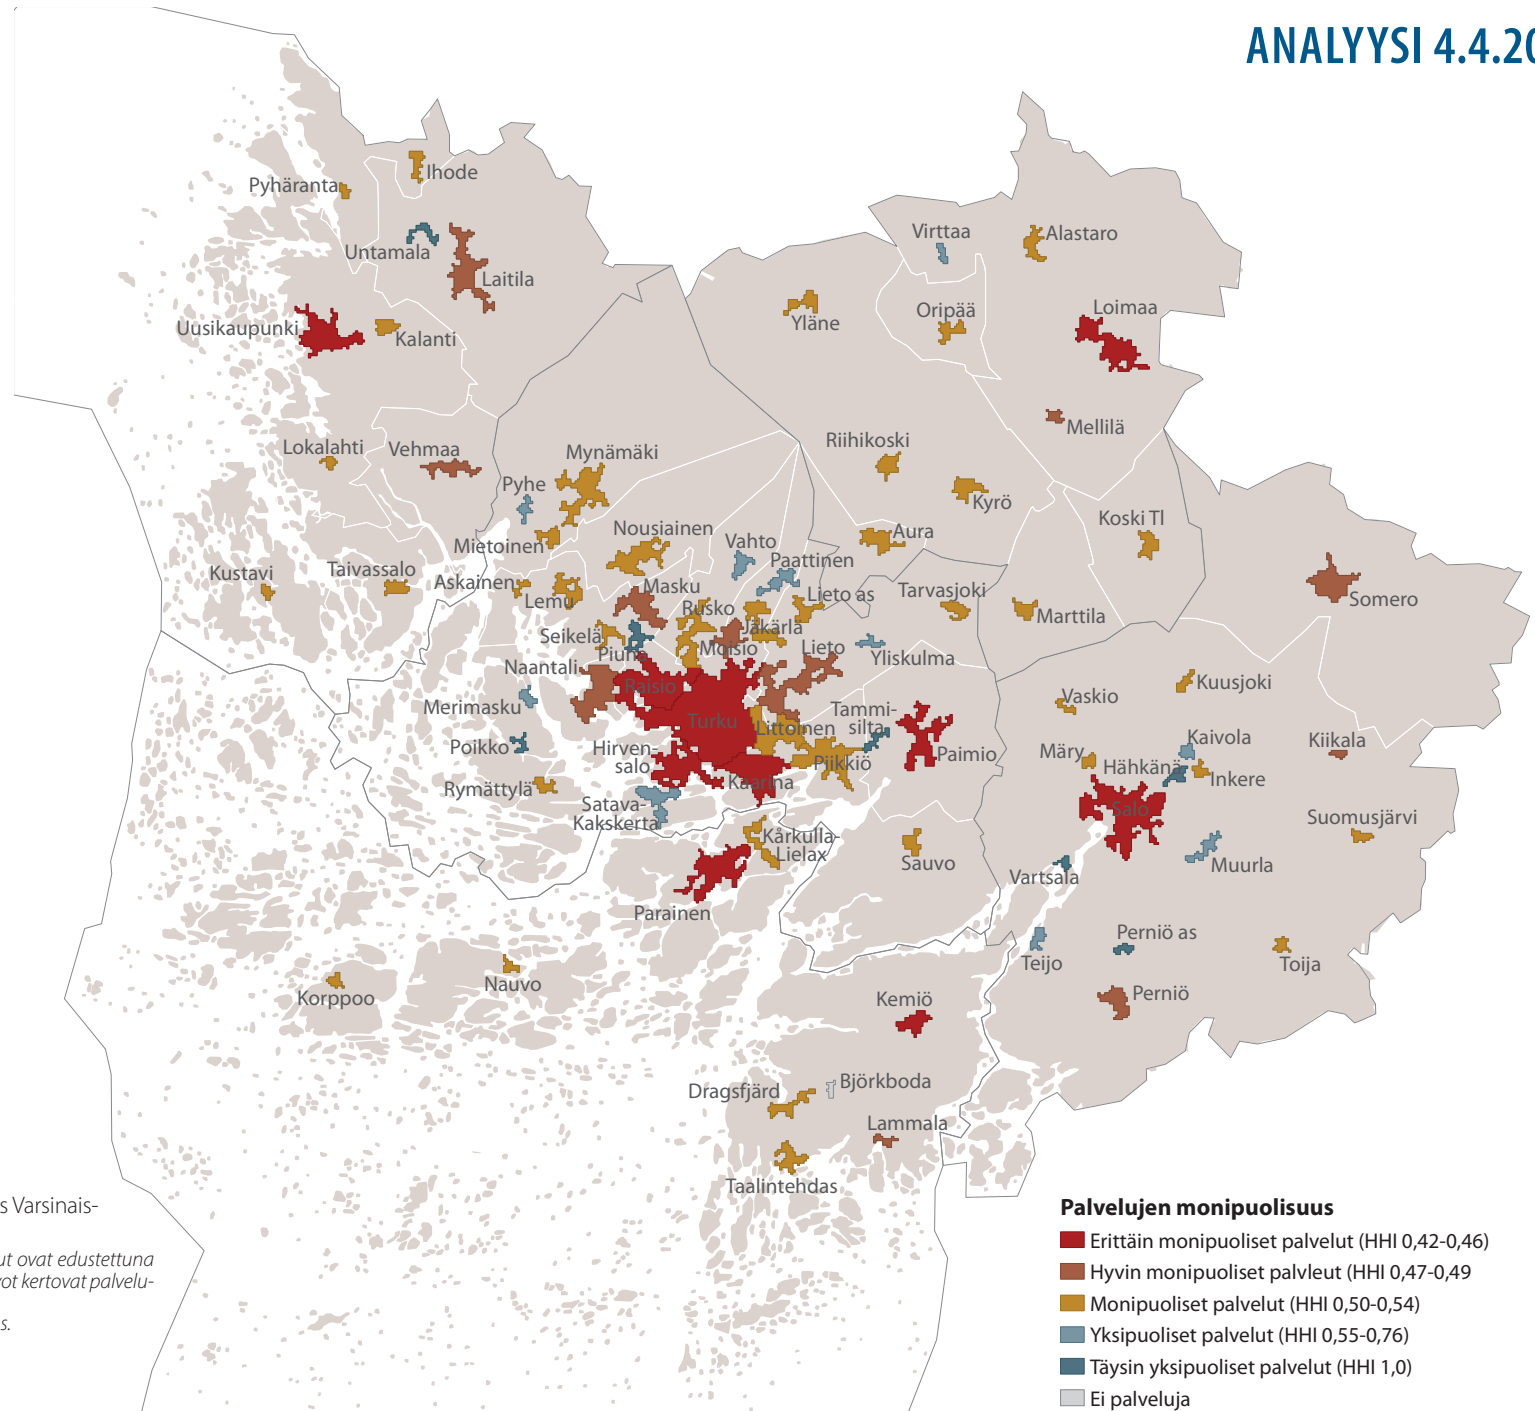 ANALYYSI 4.4.20
Ihode
Pyhäranta
Untamala
Laitila
Uusikaupunki
Kalanti
Virttaa
Alastaro
Yläne
Oripää
Loimaa
Mellilä
Lokalahti
Vehmaa
Mynämäki
Pyhe
Riihikoski
Kyrö
Koski Tl
Mietoinen
Nousiainen
Vahto
Paattinen
Aura
Kustavi
Taivassalo
Askainen
Lemu
Masku
Rusko
Lieto as
Tarvasjoki
Marttila
Somero
Seikelä
Piuha
Moisio
Jäkärlä
Lieto
Yliskulma
Naantali
Raisio
Merimasku
Turku
Littoinen
Tammi-
silta
Paimio
Vaskio
Kuusjoki
Poikko
Hirven-
salo
Piikkiö
Märy
Kaivola
Kiikala
Hähkänä
Inkere
Rymättylä
Kaarina
Satava-
Kakskerta
Salo
Suomusjärvi
Kårkulla-
Lielax
Sauvo
Muurla
Vartsala
Parainen
Perniö as
Teijo
Toija
Korppoo
Nauvo
Kemiö
Perniö
Dragsfjärd
Björkboda
Lammala
Taalintehdas
s Varsinais-
ut ovat edustettuna
vot kertovat palvelu-
s.
Palvelujen monipuolisuus
Erittäin monipuoliset palvelut (HHI 0,42-0,46)
Hyvin monipuoliset palvleut (HHI 0,47-0,49
Monipuoliset palvelut (HHI 0,50-0,54)
Yksipuoliset palvelut (HHI 0,55-0,76)
Täysin yksipuoliset palvelut (HHI 1,0)
Ei palveluja